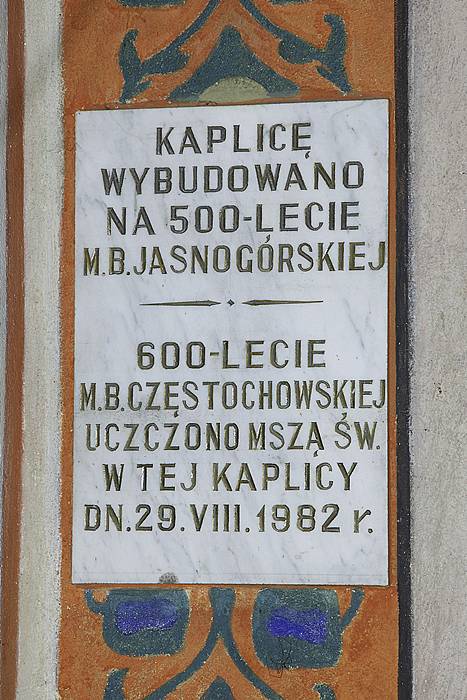 KAPLICĘ
WYBUDOWANO
NA 500-LECIE
M.B.JASNOGÓRSKIEJ
600-LECIE
M.B.CZĘSTOCHOWSKIEJ
UCZCZONO MSZĄ ŚW.
W TEJ KAPLICY
DN.29.VIII.1982 r.